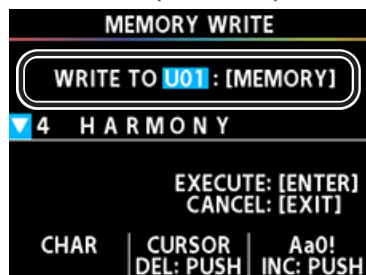 MEMORY WRITE
WRITE TO U01 : [MEMORY]
4 HARMONY
EXECUTE: [ENTER]
CANCEL: [EXIT]
CHAR CURSOR Aa0!
DEL: PUSH INC: PUSH